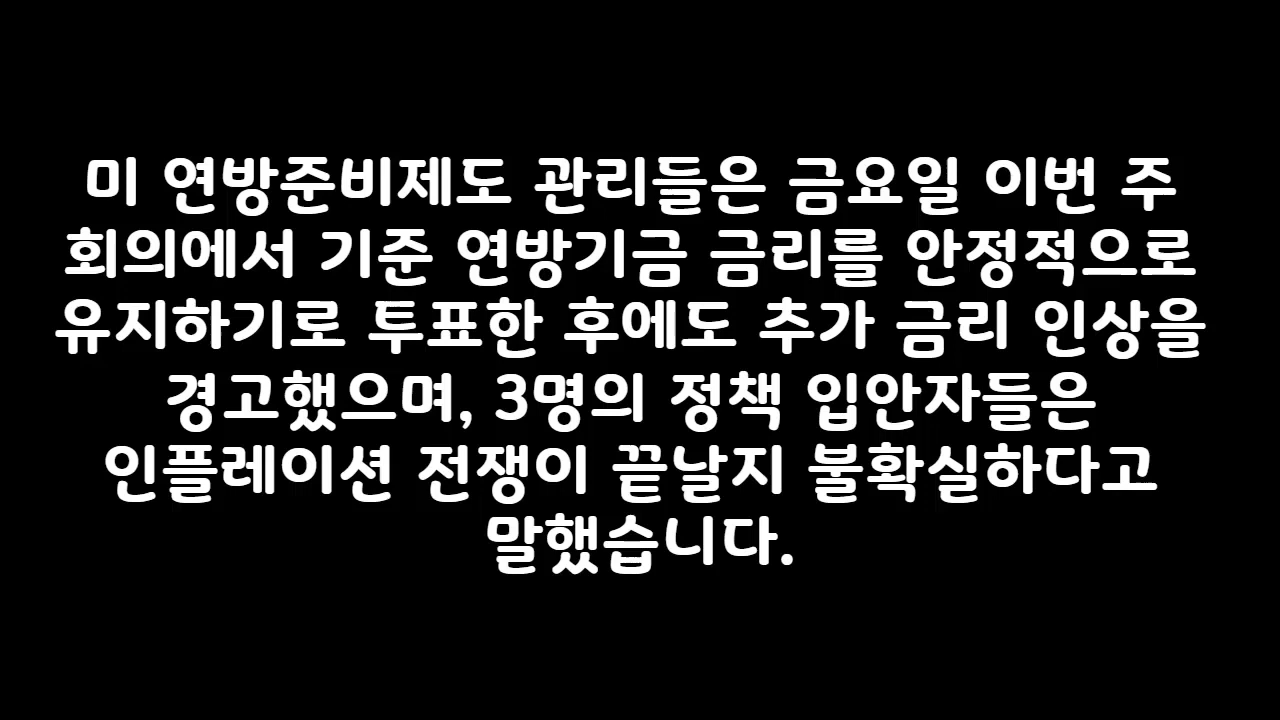 미 연방준비제도 관리들은 금요일 이번 주
회의에서 기준 연방기금 금리를 안정적으로
유지하기로 투표한 후에도 추가 금리 인상을
경고했으며, 3명의 정책 입안자들은
인플레이션 전쟁이 끝날지 불확실하다고
말했습니다.